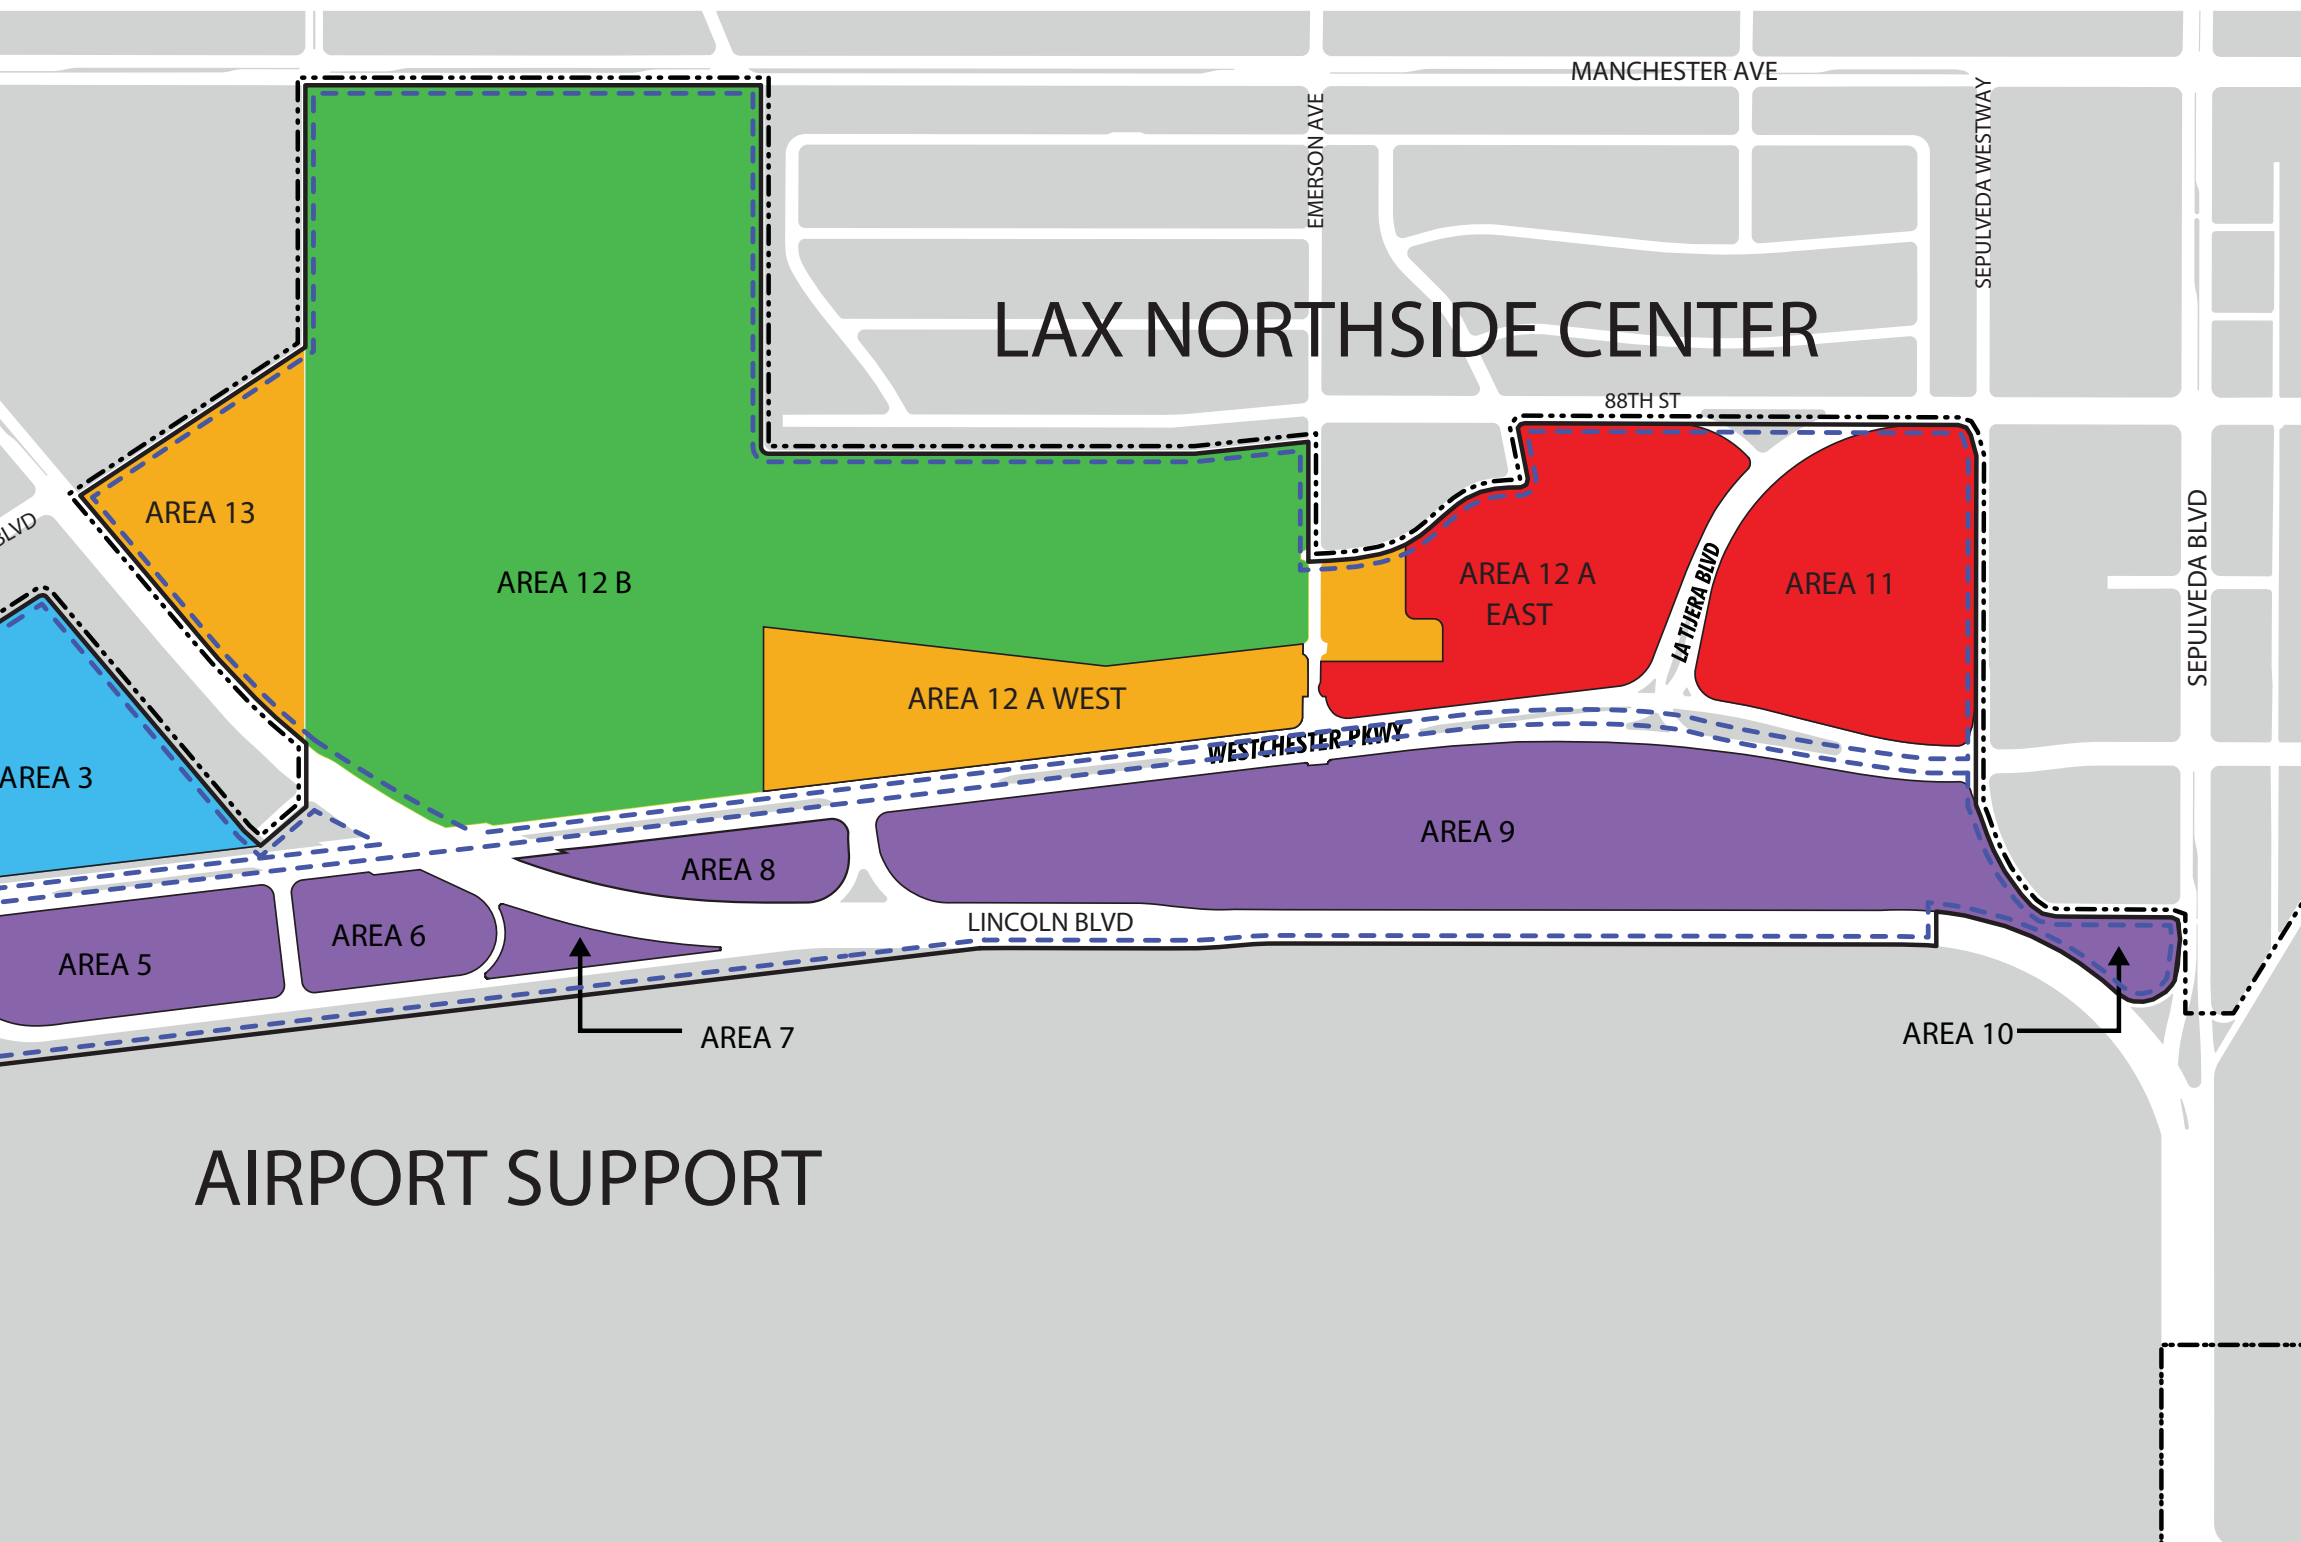 MANCHESTER AVE
EMERSON AVE
SEPULVEDA WESTWAY
LAX NORTHSIDE CENTER
88TH ST
AREA 13
BLVD
AREA 12 B
AREA 12 A
EAST
LA TIJERA BLVD
AREA 11
SEPULVEDA BLVD
AREA 12 A WEST
WESTCHESTER PKWY
AREA 3
AREA 9
AREA 8
LINCOLN BLVD
AREA 6
AREA 5
AREA 7
AREA 10
AIRPORT SUPPORT